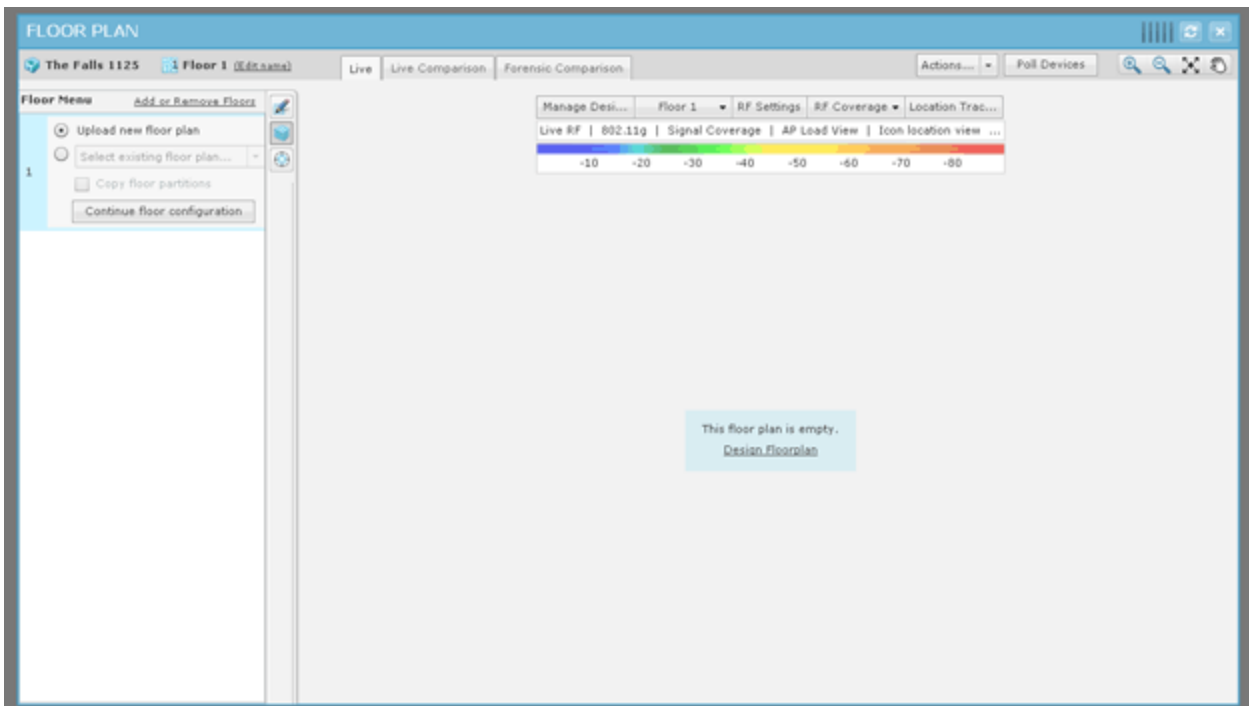 FLOOR PLAN
The Falls 1125 1 Floor 1 (Edit name) Live Live Comparison Forensic Comparison Actions... Poll Devices
Floor Menu Add or Remove Floors
Manage Desi... Floor 1 RF Settings RF Coverage Location Trac...
Upload new floor plan
Live RF | 802.11g | Signal Coverage | AP Load View | Icon location view ...
Select existing floor plan...
-10 -20 -30 -40 -50 -60 -70 -80
1
Copy floor partitions
Continue floor configuration
This floor plan is empty.
Design Floorplan